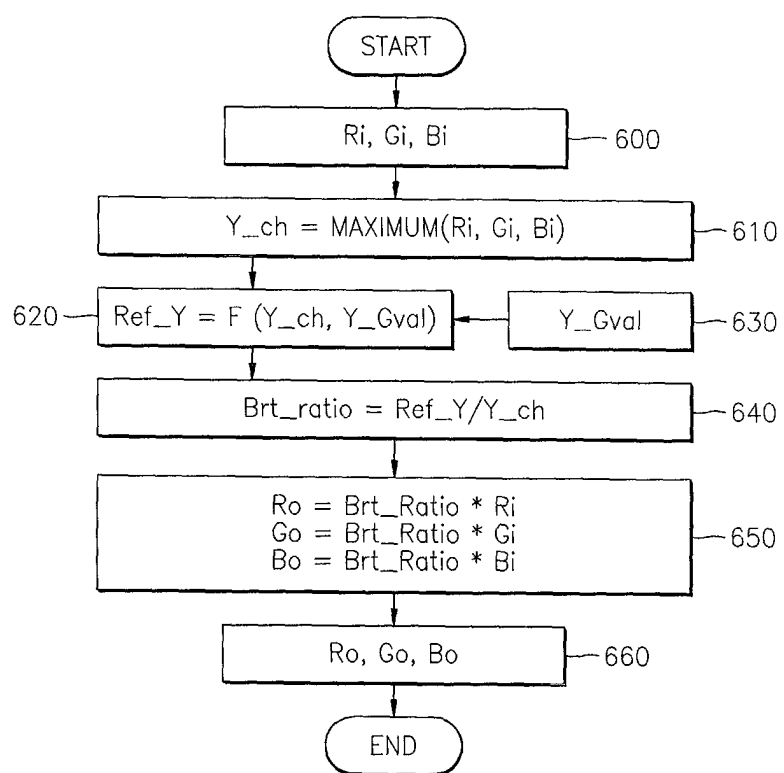 START
Ri, Gi, Bi
600
Y_ch = MAXIMUM(Ri, Gi, Bi)
610
620
Ref_Y = F (Y_ch, Y_Gval)
Y_Gval
630
Brt_ratio = Ref_Y/Y_ch
640
Ro = Brt_Ratio * Ri
Go = Brt_Ratio * Gi
Bo = Brt_Ratio * Bi
650
Ro, Go, Bo
660
END